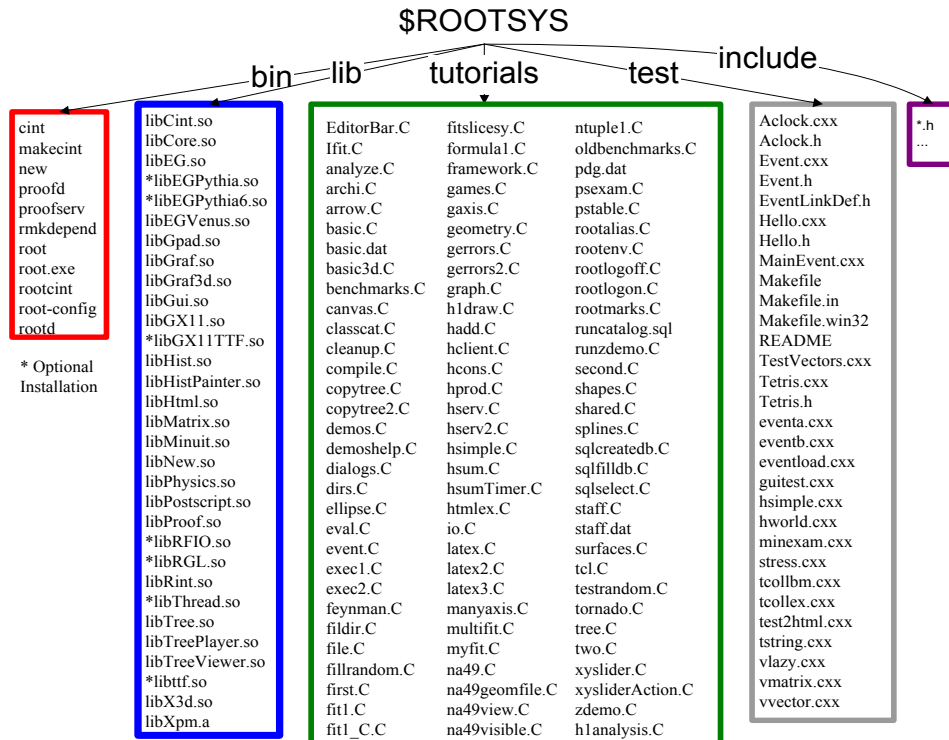 $ROOTSYS
bin
lib
tutorials
test
include
cint
makecint
new
proofd
proofserv
rmkdepend
root
root.exe
rootcint
root-config
rootd
* Optional
Installation
libCint.so
libCore.so
libEG.so
*libEGPythia.so
*libEGPythia6.so
libEGVenus.so
libGpad.so
libGraf.so
libGraf3d.so
libGui.so
libGX11.so
*libGX11TTF.so
libHist.so
libHistPainter.so
libHtml.so
libMatrix.so
libMinuit.so
libNew.so
libPhysics.so
libPostscript.so
libProof.so
*libRFIO.so
*libRGL.so
libRint.so
*libThread.so
libTree.so
libTreePlayer.so
libTreeViewer.so
*libttf.so
libX3d.so
libXpm.a
EditorBar.C
Ifit.C
analyze.C
archi.C
arrow.C
basic.C
basic.dat
basic3d.C
benchmarks.C
canvas.C
classcat.C
cleanup.C
compile.C
copytree.C
copytree2.C
demos.C
demoshelp.C
dialogs.C
dirs.C
ellipse.C
eval.C
event.C
exec1.C
exec2.C
feynman.C
fildir.C
file.C
fillrandom.C
first.C
fit1.C
fit1_C.C
fitslicesy.C
formula1.C
framework.C
games.C
gaxis.C
geometry.C
gerrors.C
gerrors2.C
graph.C
h1draw.C
hadd.C
hclient.C
hcons.C
hprod.C
hserv.C
hserv2.C
hsimple.C
hsum.C
hsumTimer.C
htmlex.C
io.C
latex.C
latex2.C
latex3.C
manyaxis.C
multifit.C
myfit.C
na49.C
na49geomfile.C
na49view.C
na49visible.C
ntuple1.C
oldbenchmarks.C
pdg.dat
psexam.C
pstable.C
rootalias.C
rootenv.C
rootlogoff.C
rootlogon.C
rootmarks.C
runcatalog.sql
runzdemo.C
second.C
shapes.C
shared.C
splines.C
sqlcreatedb.C
sqlfilldb.C
sqlselect.C
staff.C
staff.dat
surfaces.C
tcl.C
testrandom.C
tornado.C
tree.C
two.C
xyslider.C
xysliderAction.C
zdemo.C
h1analysis.C
Aclock.cxx
Aclock.h
Event.cxx
Event.h
EventLinkDef.h
Hello.cxx
Hello.h
MainEvent.cxx
Makefile
Makefile.in
Makefile.win32
README
TestVectors.cxx
Tetris.cxx
Tetris.h
eventa.cxx
eventb.cxx
eventload.cxx
guitest.cxx
hsimple.cxx
hworld.cxx
minexam.cxx
stress.cxx
tcollbm.cxx
tcollex.cxx
test2html.cxx
tstring.cxx
vlazy.cxx
vmatrix.cxx
vvector.cxx
*.h
...